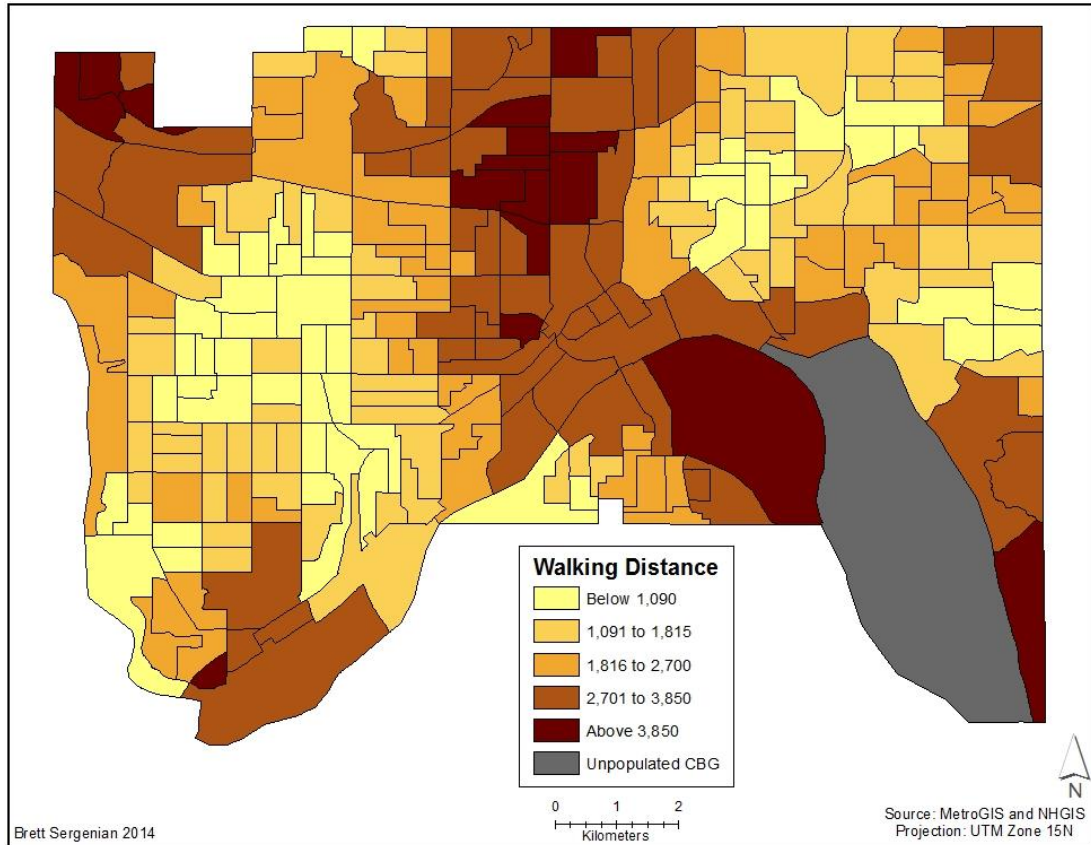 Walking Distance
Below 1,090
1,091 to 1,815
1,816 to 2,700
2,701 to 3,850
Above 3,850
Unpopulated CBG
0 1 2
Kilometers
N
Brett Sergenian 2014
Source: MetroGIS and NHGIS
Projection: UTM Zone 15N